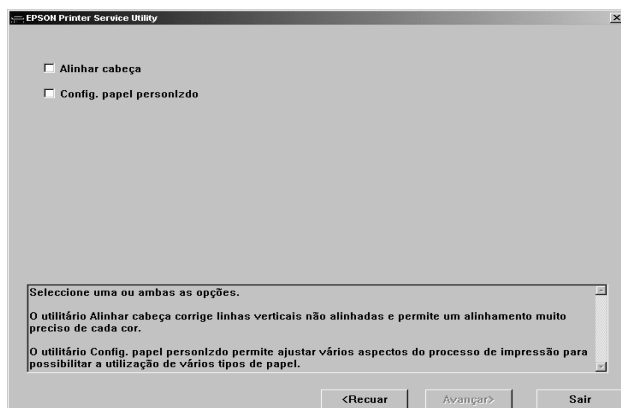 EPSON Printer Service Utility
Alinhar cabeça
Config. papel personlzdo
Seleccione uma ou ambas as opções.
O utilitário Alinhar cabeça corrige linhas verticais não alinhadas e permite um alinhamento muito
preciso de cada cor.
O utilitário Config. papel personlzdo permite ajustar vários aspectos do processo de impressão para
possibilitar a utilização de vários tipos de papel.
<Recuar Avançar> Sair